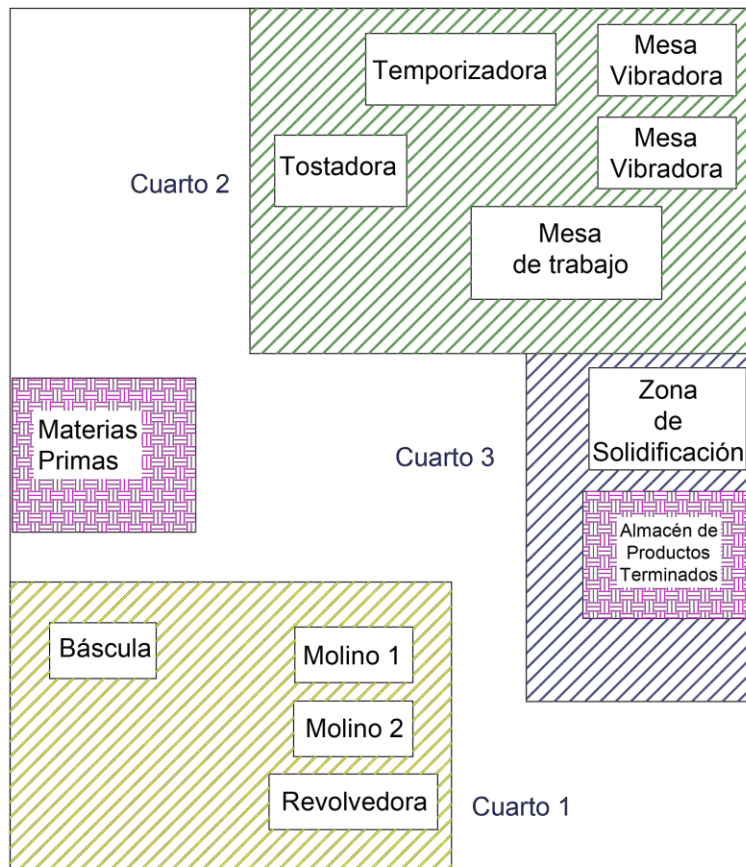 Temporizadora
Mesa
Vibradora
Mesa
Vibradora
Tostadora
Cuarto 2
Mesa
de trabajo
Materias
Primas
Cuarto 3
Zona
de
Solidificación
Almacén de
Productos
Terminados
Báscula
Molino 1
Molino 2
Revolvedora
Cuarto 1